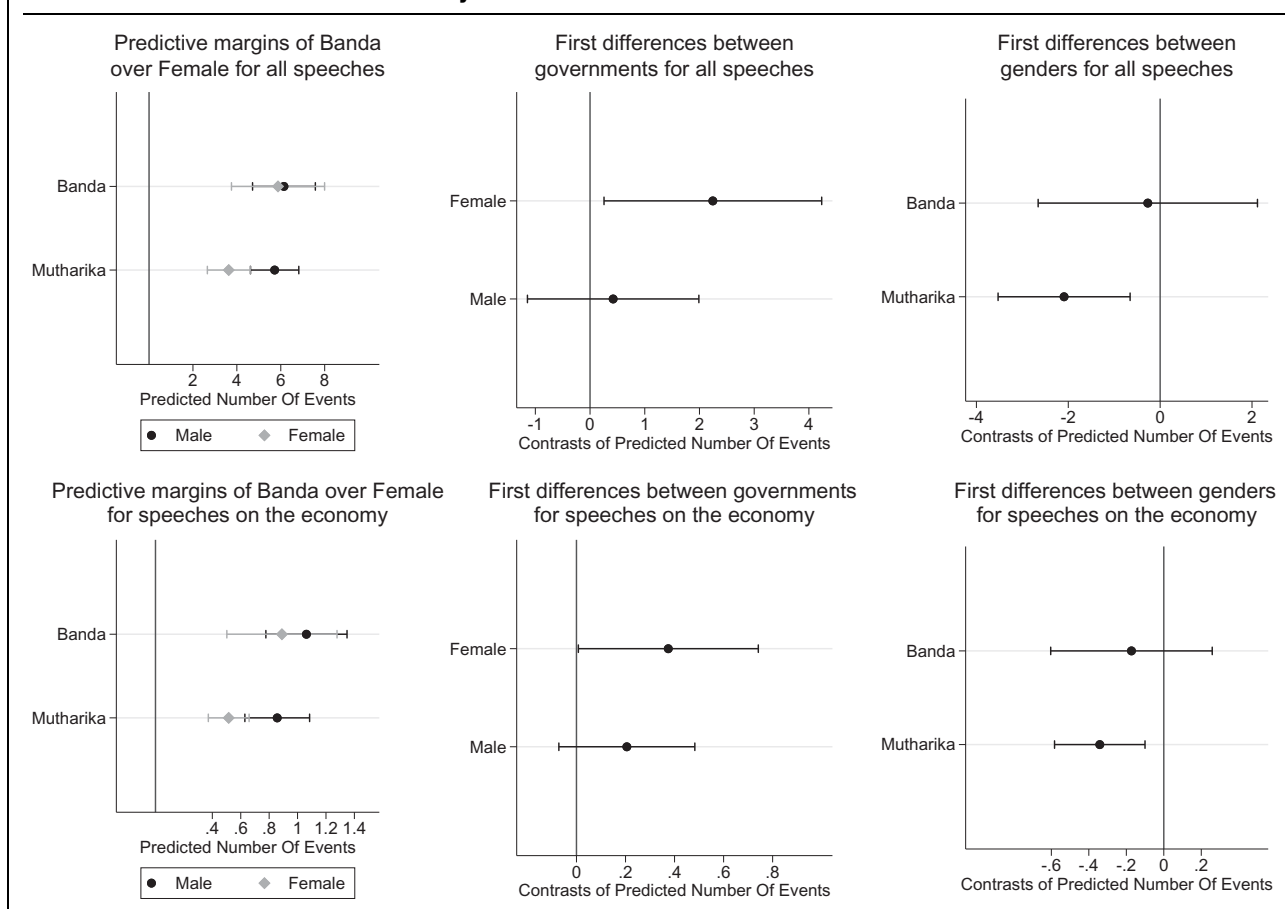 Predictive margins of Banda
over Female for all speeches
Banda
Mutharika
2 4 6 8
Predicted Number Of Events
Male Female
First differences between
governments for all speeches
Female
Male
-1 0 1 2 3 4
Contrasts of Predicted Number Of Events
First differences between
genders for all speeches
Banda
Mutharika
-4 -2 0 2
Contrasts of Predicted Number Of Events
Predictive margins of Banda over Female
for speeches on the economy
Banda
Mutharika
.4 .6 .8 1 1.2 1.4
Predicted Number Of Events
Male Female
First differences between governments
for speeches on the economy
Female
Male
0 .2 .4 .6 .8
Contrasts of Predicted Number Of Events
First differences between genders
for speeches on the economy
Banda
Mutharika
-.6 -.4 -.2 0 .2
Contrasts of Predicted Number Of Events